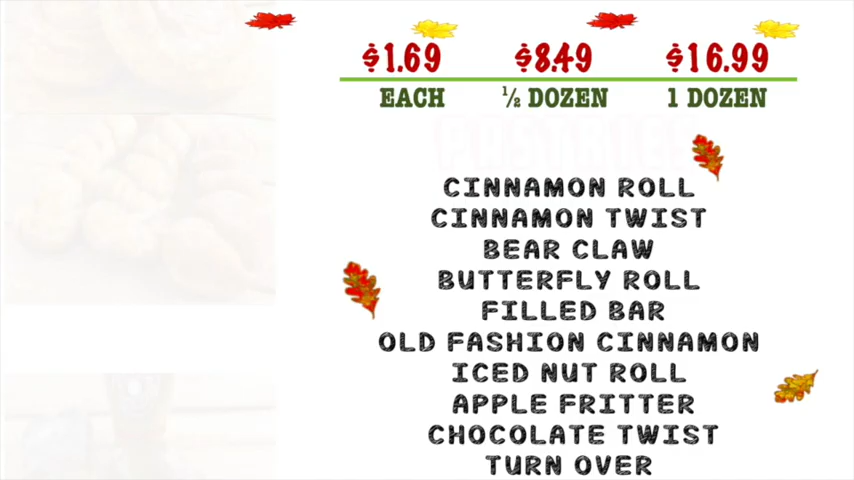 $1.69 $8.49 $16.99
EACH ½ DOZEN 1 DOZEN
PASTRIES
CINNAMON ROLL
CINNAMON TWIST
BEAR CLAW
BUTTERFLY ROLL
FILLED BAR
OLD FASHION CINNAMON
ICED NUT ROLL
APPLE FRITTER
CHOCOLATE TWIST
TURN OVER